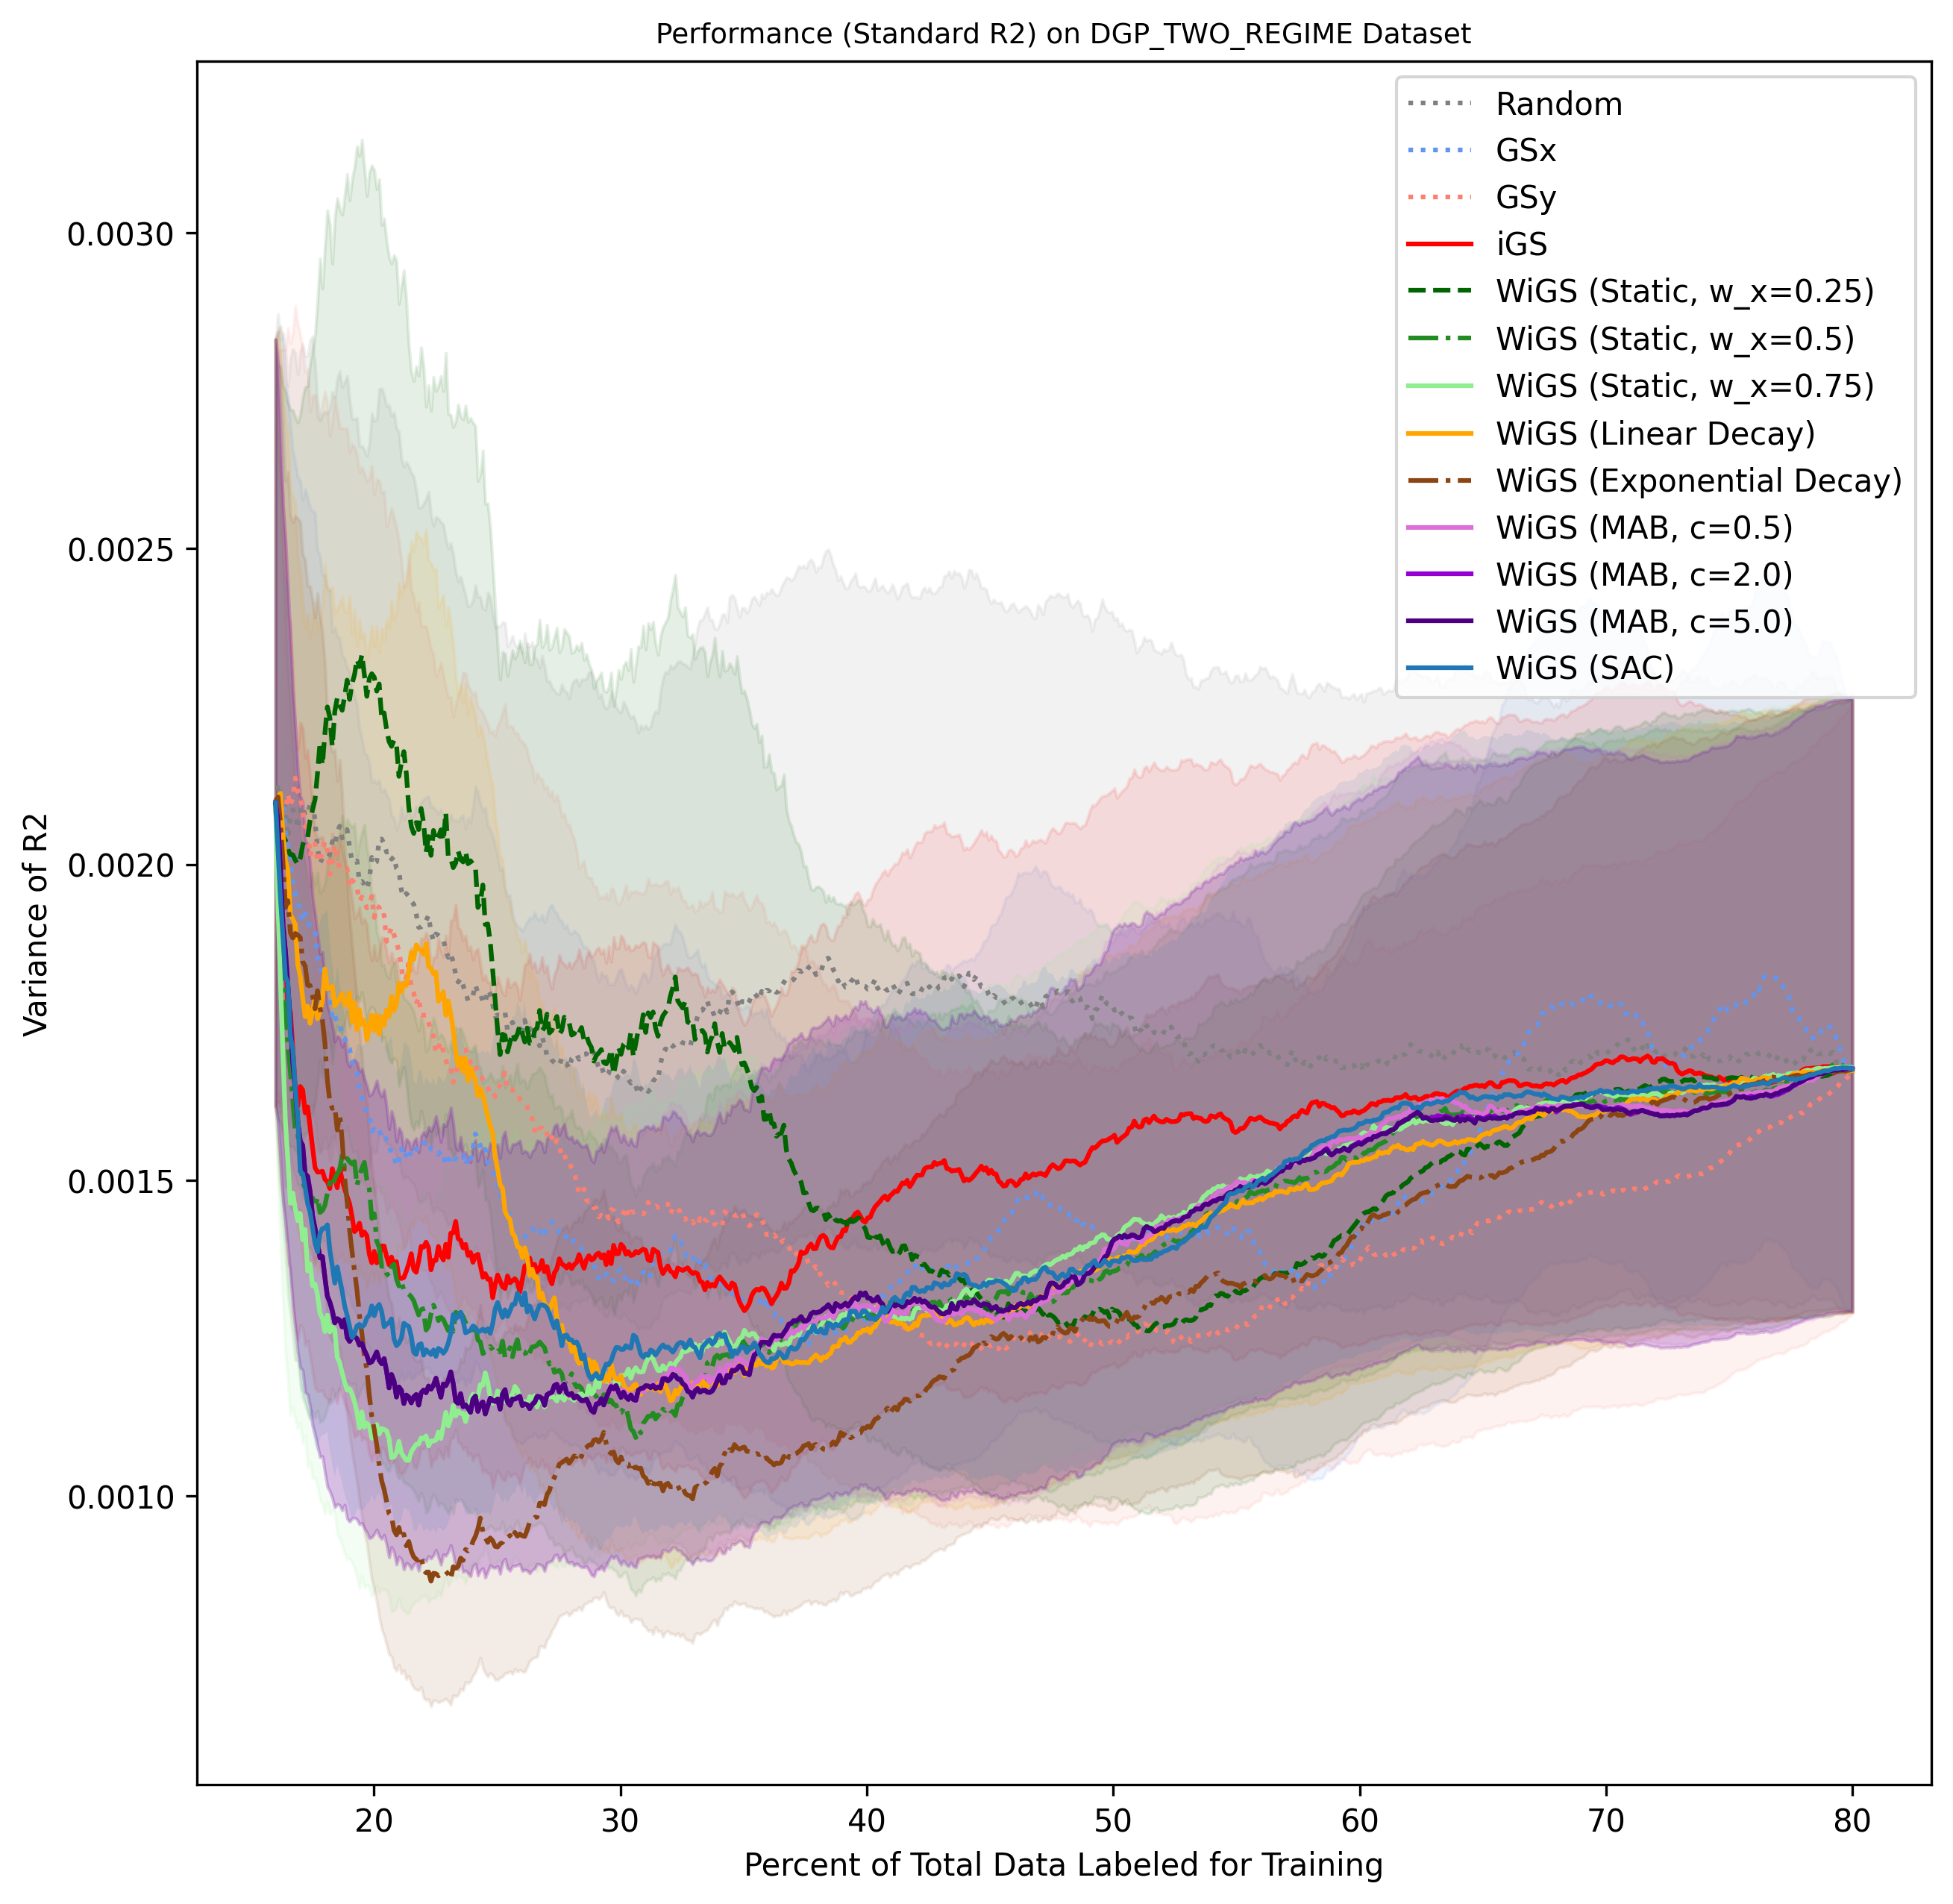 Performance (Standard R2) on DGP_TWO_REGIME Dataset
Variance of R2
0.0030
0.0025
0.0020
0.0015
0.0010
Random
GSx
GSy
iGS
WiGS (Static, w_x=0.25)
WiGS (Static, w_x=0.5)
WiGS (Static, w_x=0.75)
WiGS (Linear Decay)
WiGS (Exponential Decay)
WiGS (MAB, c=0.5)
WiGS (MAB, c=2.0)
WiGS (MAB, c=5.0)
WiGS (SAC)
20 30 40 50 60 70 80
Percent of Total Data Labeled for Training